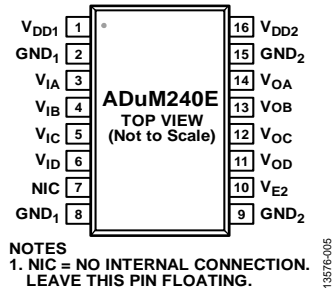 VDD1 1 16 VDD2
GND1 2 15 GND2
VIA 3 14 VOA
VIB 4 ADuM240E 13 VOB
TOP VIEW
VIC 5 (Not to Scale) 12 VOC
VID 6 11 VOD
NIC 7 10 VE2
GND1 8 9 GND2
NOTES
1. NIC = NO INTERNAL CONNECTION.
LEAVE THIS PIN FLOATING.
13576-005